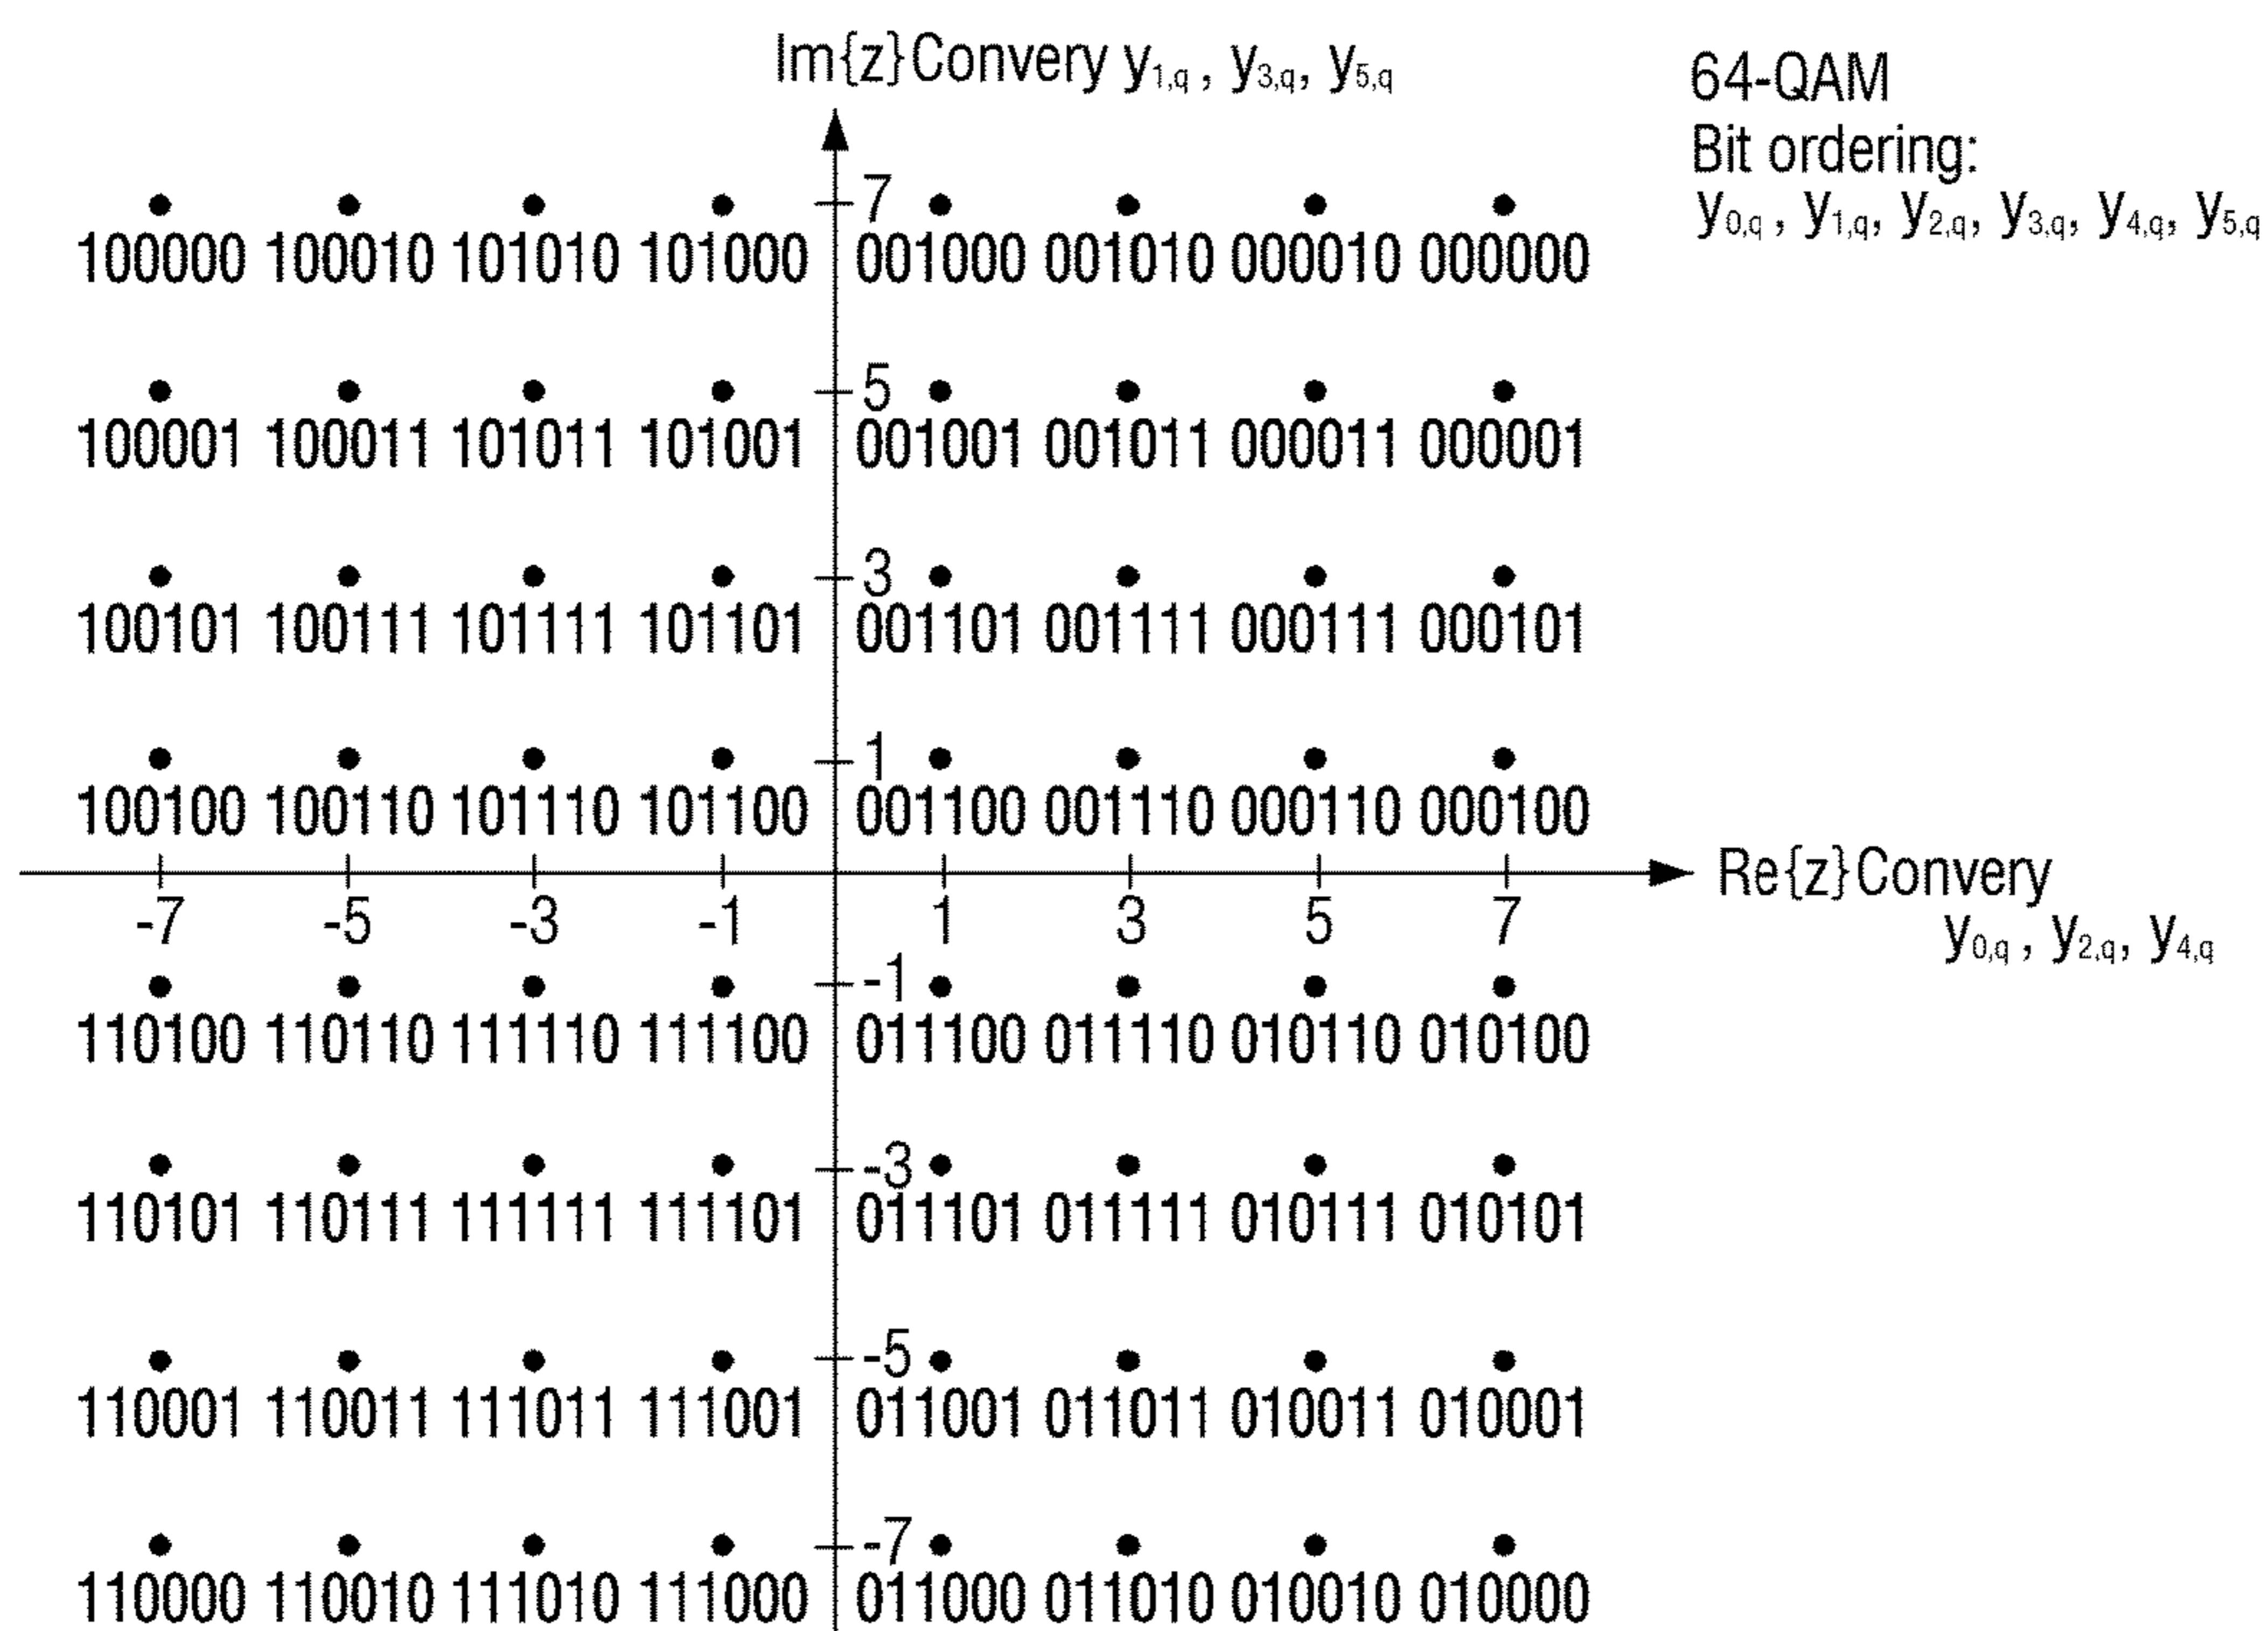 Im{z}Convery y1,q , y3,q, y5,q
64-QAM
Bit ordering:
y0,q , y1,q, y2,q, y3,q, y4,q, y5,q
7
100000 100010 101010 101000 001000 001010 000010 000000
5
100001 100011 101011 101001 001001 001011 000011 000001
3
100101 100111 101111 101101 001101 001111 000111 000101
1
100100 100110 101110 101100 001100 001110 000110 000100
Re{z}Convery
y0,q , y2,q, y4,q
-7 -5 -3 -1 1 3 5 7
-1
110100 110110 111110 111100 011100 011110 010110 010100
-3
110101 110111 111111 111101 011101 011111 010111 010101
-5
110001 110011 111011 111001 011001 011011 010011 010001
-7
110000 110010 111010 111000 011000 011010 010010 010000